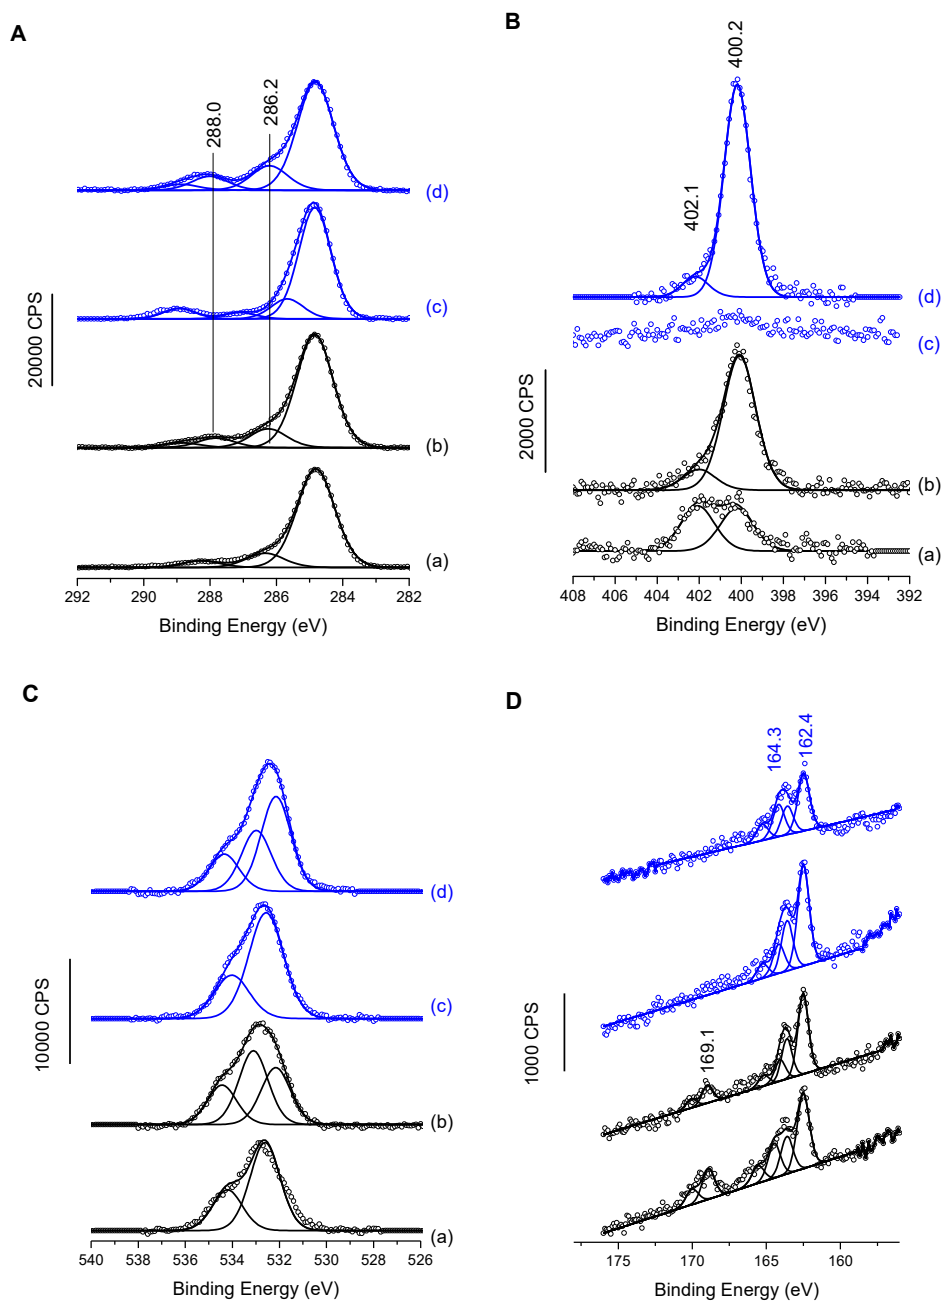 A
288.0
286.2
(d)
(c)
(b)
(a)
20000 CPS
292 290 288 286 284 282
Binding Energy (eV)
B
402.1
400.2
(d)
(c)
(b)
(a)
2000 CPS
408 406 404 402 400 398 396 394 392
Binding Energy (eV)
C
(d)
(c)
(b)
(a)
10000 CPS
540 538 536 534 532 530 528 526
Binding Energy (eV)
D
164.3
162.4
169.1
1000 CPS
175 170 165 160
Binding Energy (eV)